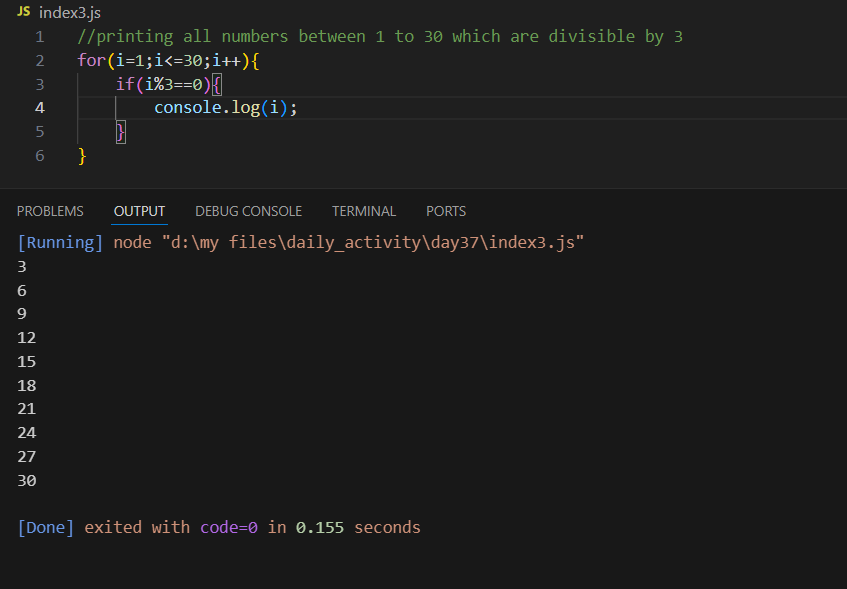 JS index3.js
1 //printing all numbers between 1 to 30 which are divisible by 3
2 for(i=1;i<=30;i++){
3     if(i%3==0){
4         console.log(i);
5     }
6 }
PROBLEMS OUTPUT DEBUG CONSOLE TERMINAL PORTS
[Running] node "d:\my files\daily_activity\day37\index3.js"
3
6
9
12
15
18
21
24
27
30
[Done] exited with code=0 in 0.155 seconds